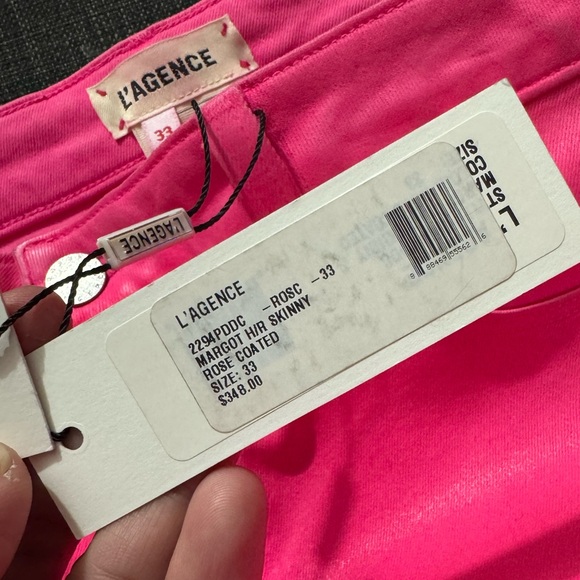 L'AGENCE
33
L'AGENCE
L'AGENCE
2294PDDC -ROSC -33
MARGOT H/R SKINNY
ROSE COATED
SIZE: 33
$348.00